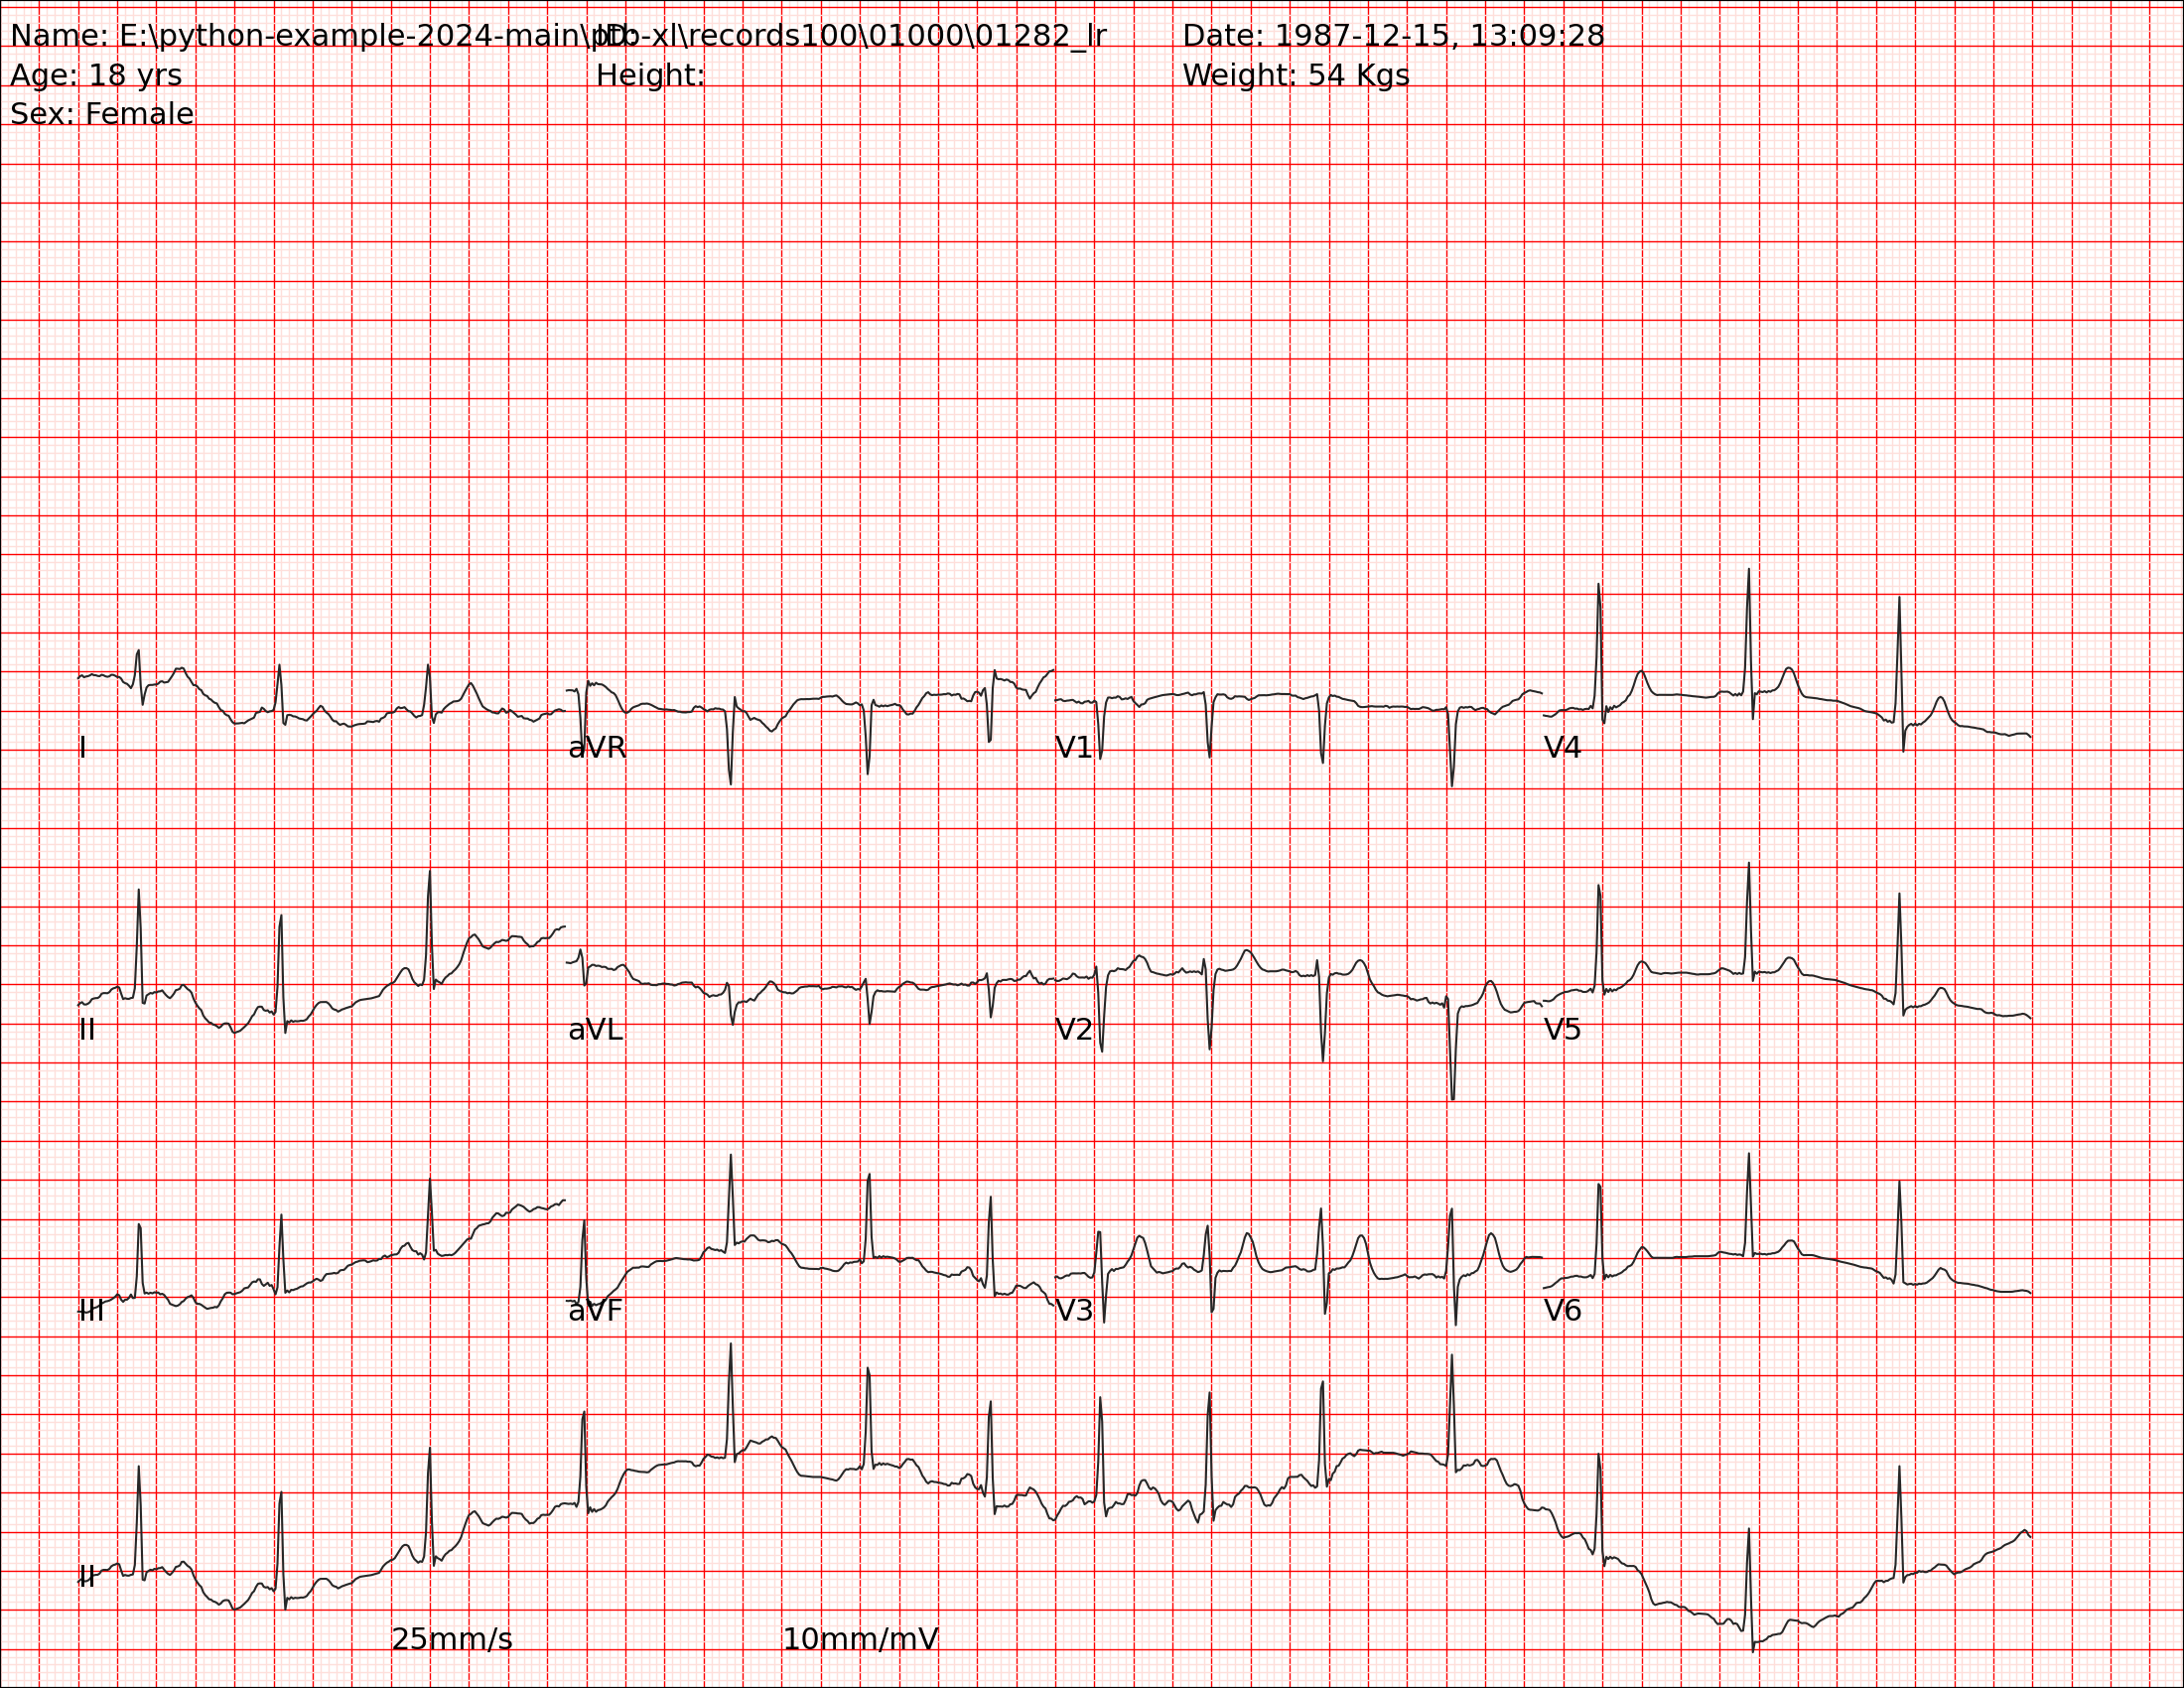 Name: E:\python-example-2024-main\ptb-xl\records100\01000\01282_lr ID: Date: 1987-12-15, 13:09:28
Age: 18 yrs Height: Weight: 54 Kgs
Sex: Female
I aVR V1 V4
II aVL V2 V5
III aVF V3 V6
II
25mm/s 10mm/mV